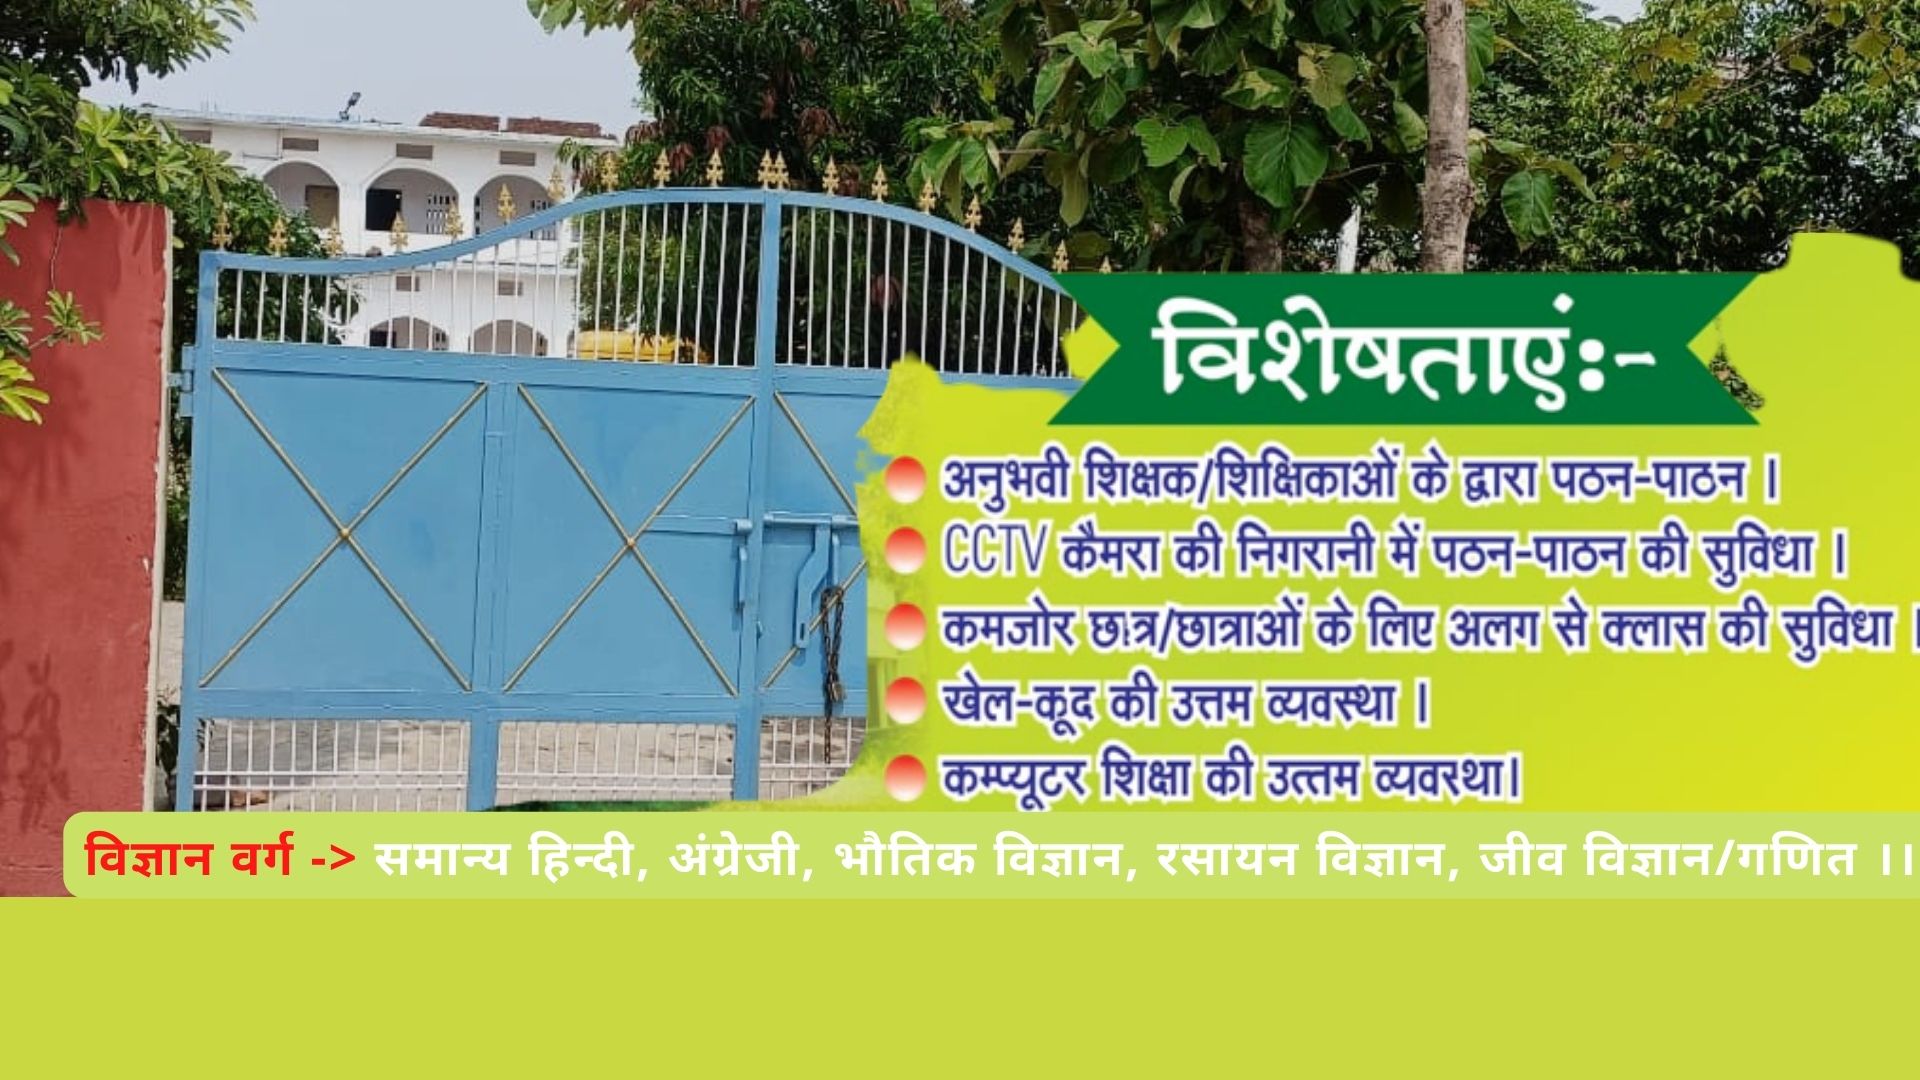 विशेषताएं:-
अनुभवी शिक्षक/शिक्षिकाओं के द्वारा पठन-पाठन ।
CCTV कैमरा की निगरानी में पठन-पाठन की सुविधा ।
कमजोर छात्र/छात्राओं के लिए अलग से क्लास की सुविधा ।
खेल-कूद की उत्तम व्यवस्था ।
कम्प्यूटर शिक्षा की उत्तम व्यवस्था।
विज्ञान वर्ग -> समान्य हिन्दी, अंग्रेजी, भौतिक विज्ञान, रसायन विज्ञान, जीव विज्ञान/गणित ।।